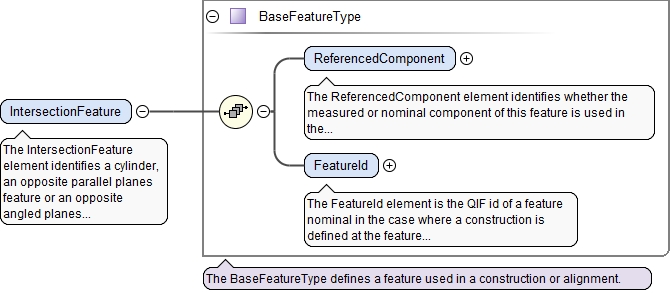 BaseFeatureType
ReferencedComponent
The ReferencedComponent element identifies whether the
measured or nominal component of this feature is used in
the...
IntersectionFeature
The IntersectionFeature
element identifies a cylinder,
an opposite parallel planes
feature or an opposite
angled planes...
FeatureId
The FeatureId element is the QIF id of a feature
nominal in the case where a construction is
defined at the feature...
The BaseFeatureType defines a feature used in a construction or alignment.